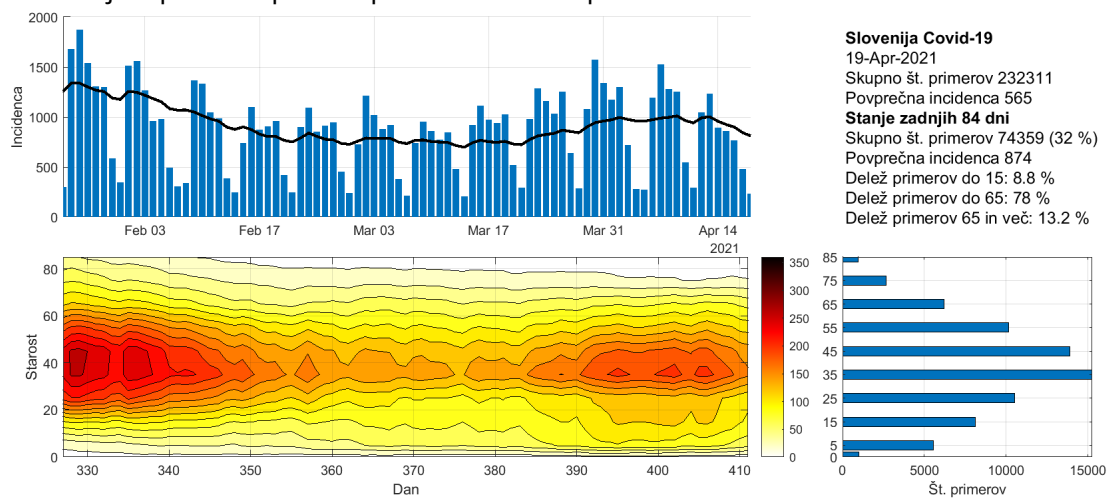 2000
1500
1000
500
0
Incidenca
Feb 03
Feb 17
Mar 03
Mar 17
Mar 31
Apr 14
2021
Slovenija Covid-19
19-Apr-2021
Skupno št. primerov 232311
Povprečna incidenca 565
Stanje zadnjih 84 dni
Skupno št. primerov 74359 (32 %)
Povprečna incidenca 874
Delež primerov do 15: 8.8 %
Delež primerov do 65: 78 %
Delež primerov 65 in več: 13.2 %
80
60
40
20
0
Starost
330
340
350
360
370
380
390
400
410
Dan
350
300
250
200
150
100
50
0
85
75
65
55
45
35
25
15
5
0
0
5000
10000
15000
Št. primerov